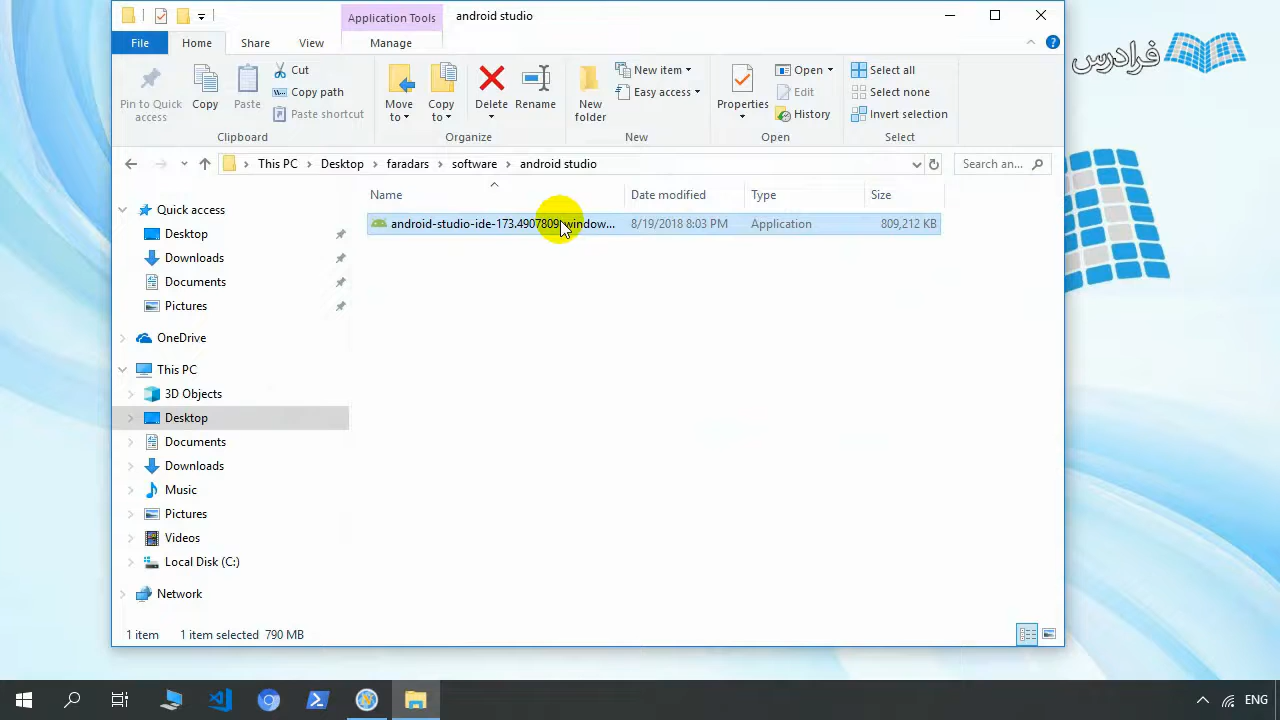 Application Tools
android studio
فرادرس
File
Home
Share
View
Manage
Pin to Quick access
Copy
Paste
Cut
Copy path
Paste shortcut
Clipboard
Move to
Copy to
Delete
Rename
Organize
New folder
New item
Easy access
New
Properties
Open
Edit
History
Open
Select all
Select none
Invert selection
Select
This PC
Desktop
faradars
software
android studio
Search an...
Name
Date modified
Type
Size
android-studio-ide-173.4907809-window...
8/19/2018 8:03 PM
Application
809,212 KB
Quick access
Desktop
Downloads
Documents
Pictures
OneDrive
This PC
3D Objects
Desktop
Documents
Downloads
Music
Pictures
Videos
Local Disk (C:)
Network
1 item
1 item selected 790 MB
ENG